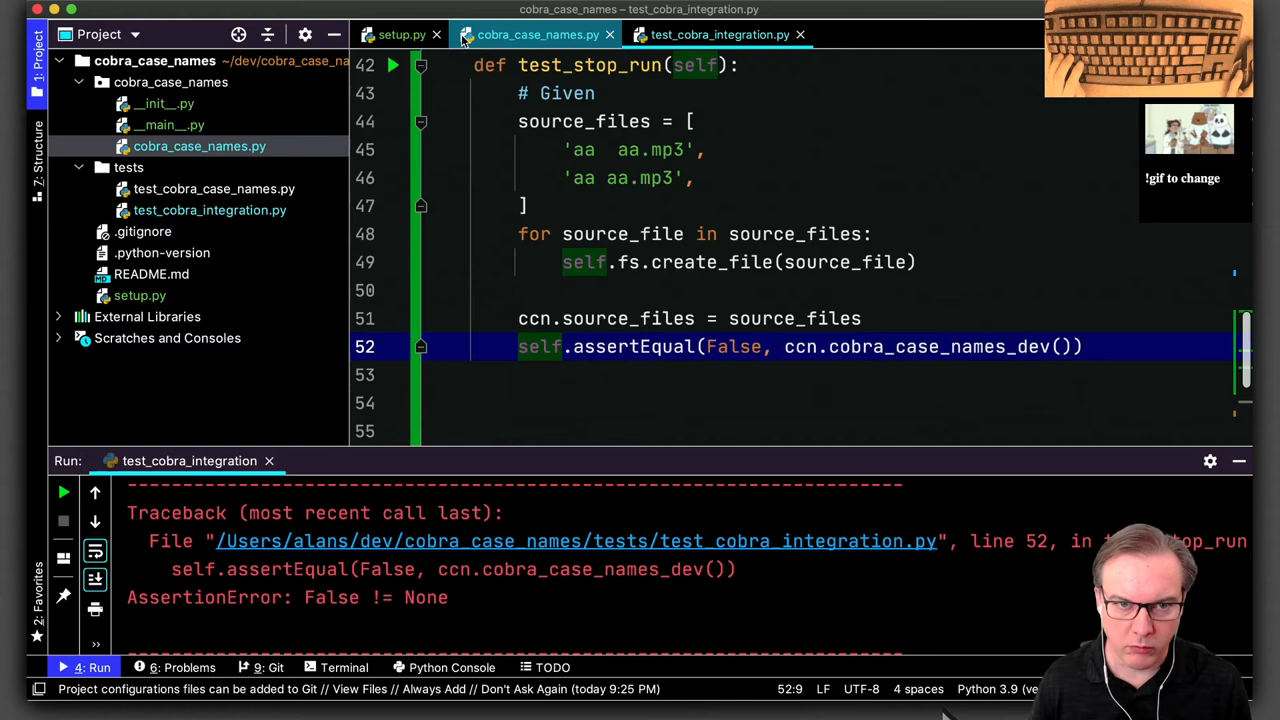 cobra_case_names – test_cobra_integration.py
1: Project
Project
setup.py
cobra_case_names.py
test_cobra_integration.py
cobra_case_names ~/dev/cobra_case_na
cobra_case_names
__init__.py
__main__.py
cobra_case_names.py
tests
test_cobra_case_names.py
test_cobra_integration.py
.gitignore
.python-version
README.md
setup.py
External Libraries
Scratches and Consoles
7: Structure
2: Favorites
42 def test_stop_run(self):
43 # Given
44 source_files = [
45 'aa  aa.mp3',
46 'aa aa.mp3',
47 ]
48 for source_file in source_files:
49 self.fs.create_file(source_file)
50
51 ccn.source_files = source_files
52 self.assertEqual(False, ccn.cobra_case_names_dev())
53
54
55
!gif to change
Run: test_cobra_integration
--------------------------------------------------------------------
Traceback (most recent call last):
File "/Users/alans/dev/cobra_case_names/tests/test_cobra_integration.py", line 52, in op_run
self.assertEqual(False, ccn.cobra_case_names_dev())
AssertionError: False != None
--------------------------------------------------------------------
4: Run
6: Problems
9: Git
Terminal
Python Console
TODO
Project configurations files can be added to Git // View Files // Always Add // Don't Ask Again (today 9:25 PM)
52:9 LF UTF-8 4 spaces Python 3.9 (ve